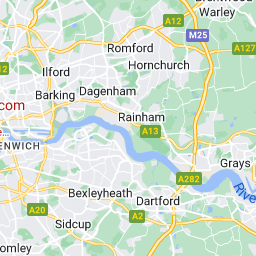 Brentwood
Warley
A12
M25
Romford
A127
Hornchurch
Ilford
Dagenham
Barking
com
Rainham
A13
ENWICH
Grays
A282
River
Bexleyheath
Dartford
A20
A2
Sidcup
omley